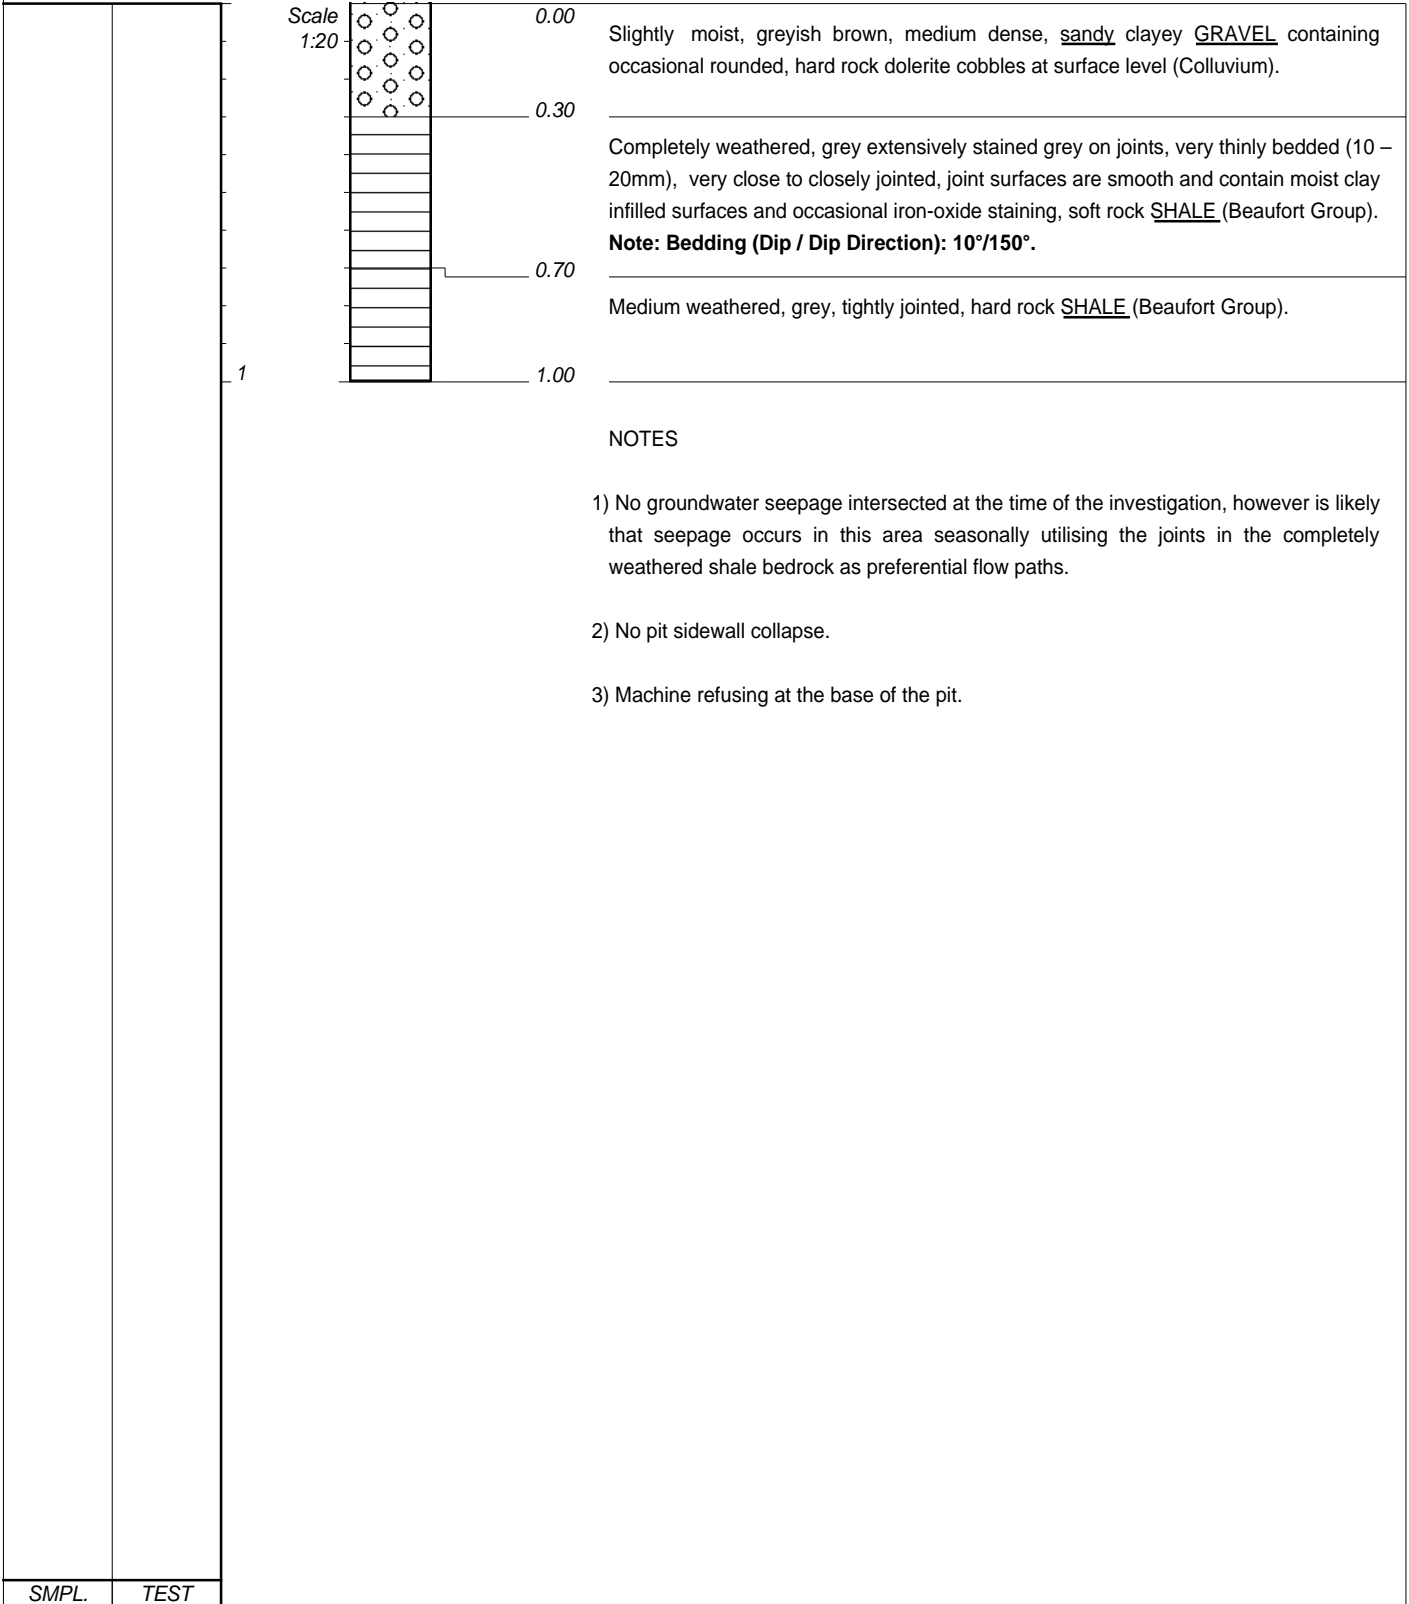 Scale
1:20
0.00
Slightly moist, greyish brown, medium dense, sandy clayey GRAVEL containing
occasional rounded, hard rock dolerite cobbles at surface level (Colluvium).
0.30
Completely weathered, grey extensively stained grey on joints, very thinly bedded (10 –
20mm), very close to closely jointed, joint surfaces are smooth and contain moist clay
infilled surfaces and occasional iron-oxide staining, soft rock SHALE (Beaufort Group).
Note: Bedding (Dip / Dip Direction): 10°/150°.
0.70
Medium weathered, grey, tightly jointed, hard rock SHALE (Beaufort Group).
1
1.00
NOTES
1) No groundwater seepage intersected at the time of the investigation, however is likely
that seepage occurs in this area seasonally utilising the joints in the completely
weathered shale bedrock as preferential flow paths.
2) No pit sidewall collapse.
3) Machine refusing at the base of the pit.
SMPL. TEST